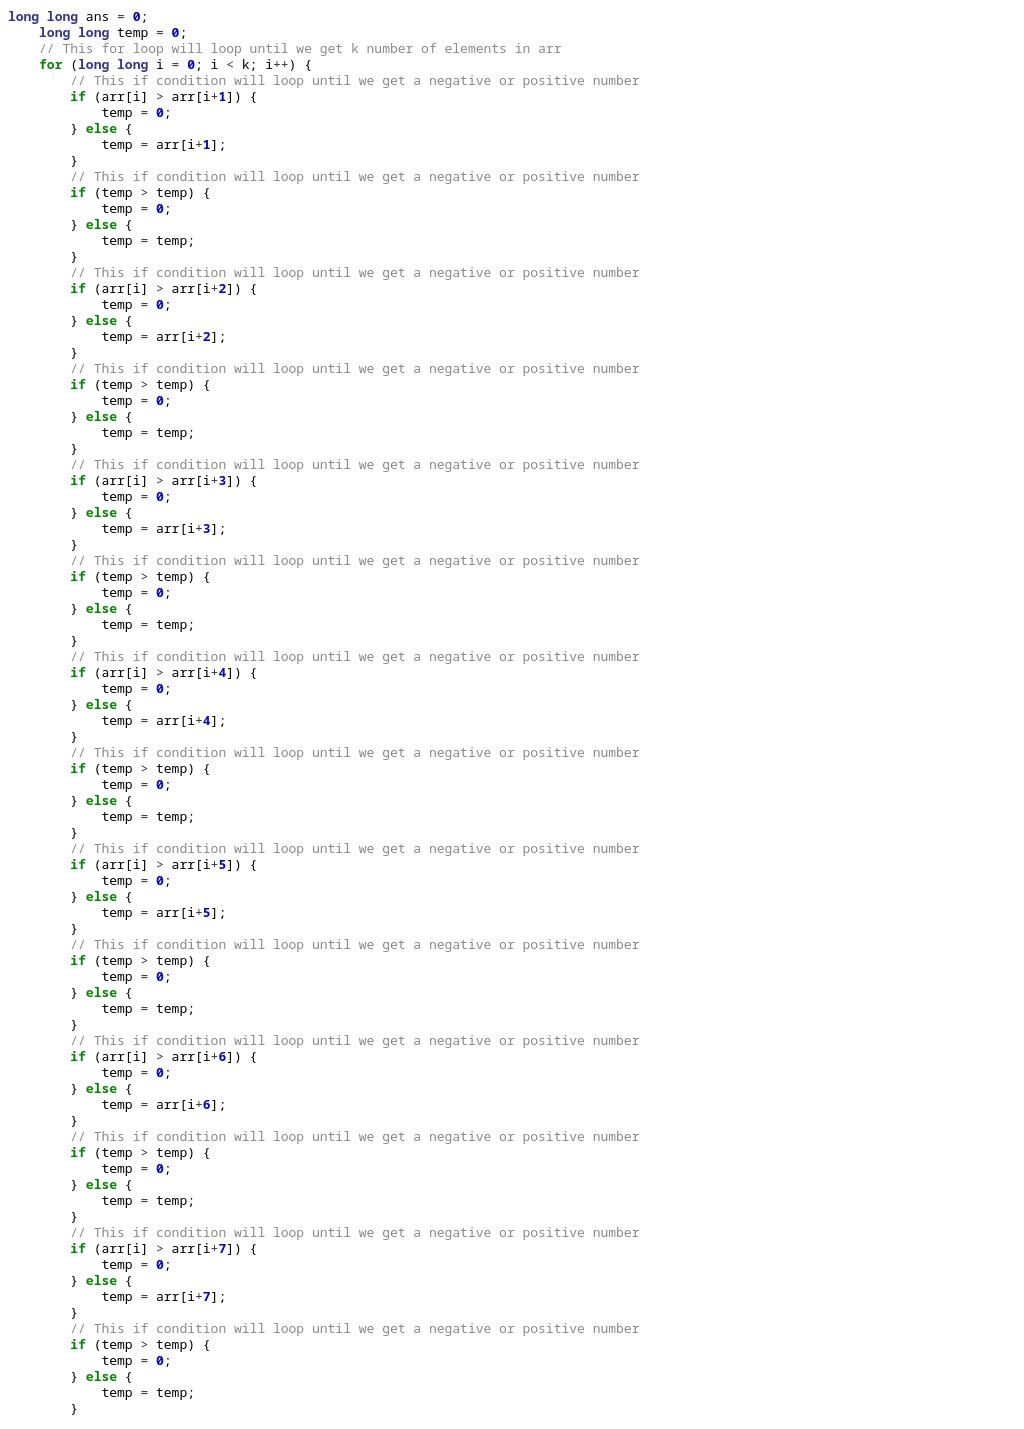 long long ans = 0;
    long long temp = 0;
    // This for loop will loop until we get k number of elements in arr
    for (long long i = 0; i < k; i++) {
        // This if condition will loop until we get a negative or positive number
        if (arr[i] > arr[i+1]) {
            temp = 0;
        } else {
            temp = arr[i+1];
        }
        // This if condition will loop until we get a negative or positive number
        if (temp > temp) {
            temp = 0;
        } else {
            temp = temp;
        }
        // This if condition will loop until we get a negative or positive number
        if (arr[i] > arr[i+2]) {
            temp = 0;
        } else {
            temp = arr[i+2];
        }
        // This if condition will loop until we get a negative or positive number
        if (temp > temp) {
            temp = 0;
        } else {
            temp = temp;
        }
        // This if condition will loop until we get a negative or positive number
        if (arr[i] > arr[i+3]) {
            temp = 0;
        } else {
            temp = arr[i+3];
        }
        // This if condition will loop until we get a negative or positive number
        if (temp > temp) {
            temp = 0;
        } else {
            temp = temp;
        }
        // This if condition will loop until we get a negative or positive number
        if (arr[i] > arr[i+4]) {
            temp = 0;
        } else {
            temp = arr[i+4];
        }
        // This if condition will loop until we get a negative or positive number
        if (temp > temp) {
            temp = 0;
        } else {
            temp = temp;
        }
        // This if condition will loop until we get a negative or positive number
        if (arr[i] > arr[i+5]) {
            temp = 0;
        } else {
            temp = arr[i+5];
        }
        // This if condition will loop until we get a negative or positive number
        if (temp > temp) {
            temp = 0;
        } else {
            temp = temp;
        }
        // This if condition will loop until we get a negative or positive number
        if (arr[i] > arr[i+6]) {
            temp = 0;
        } else {
            temp = arr[i+6];
        }
        // This if condition will loop until we get a negative or positive number
        if (temp > temp) {
            temp = 0;
        } else {
            temp = temp;
        }
        // This if condition will loop until we get a negative or positive number
        if (arr[i] > arr[i+7]) {
            temp = 0;
        } else {
            temp = arr[i+7];
        }
        // This if condition will loop until we get a negative or positive number
        if (temp > temp) {
            temp = 0;
        } else {
            temp = temp;
        }